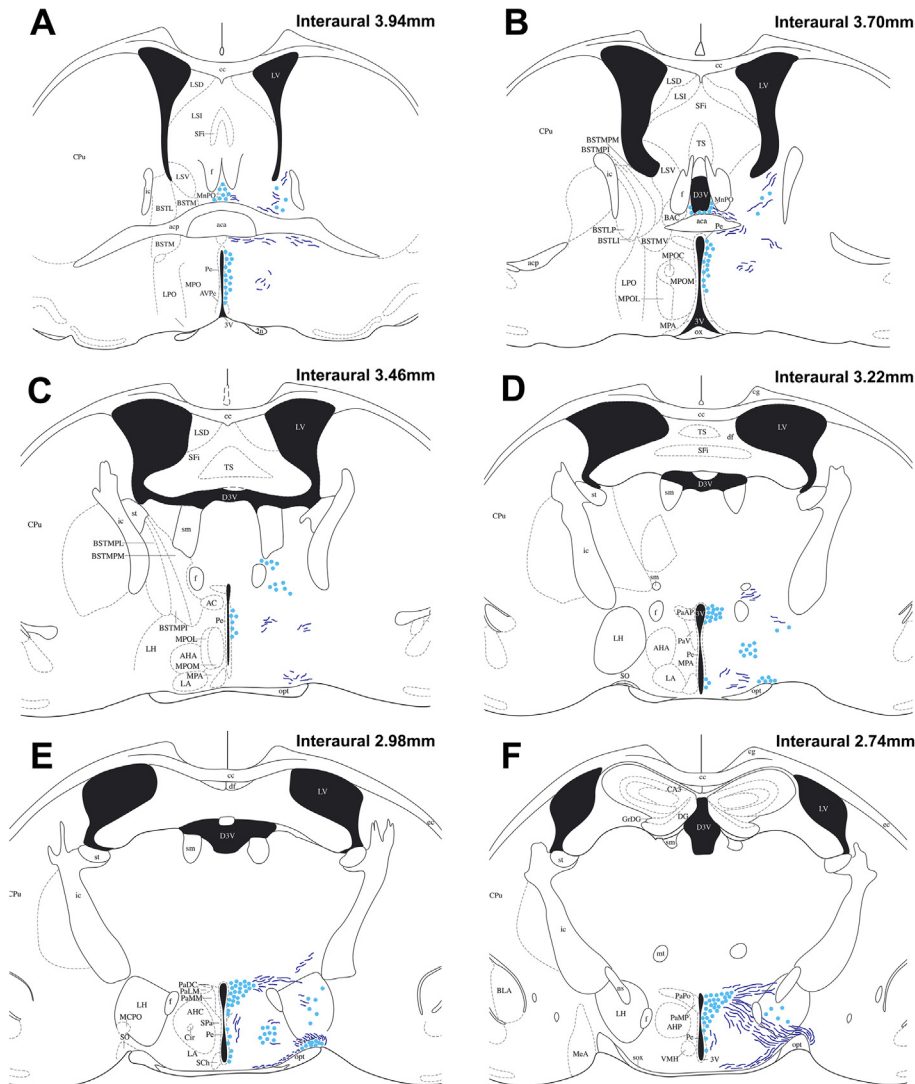 A
Interaural 3.94mm
cc
LV
LSD
LSI
SFi
CPu
ic
LSV
f
MnPO
BSTL
BSTM
acp
aca
BSTM
Pe
MPO
LPO
AVPe
3V
2n
B
Interaural 3.70mm
cc
LSD
LV
LSI
SFi
CPu
BSTMPM
BSTMPI
TS
ic
LSV
f
D3V
MnPO
BAC
aca
Pe
BSTLP
BSTLI
BSTMV
MPOC
acp
LPO
MPOM
MPOL
MPA
3V
ox
C
Interaural 3.46mm
cc
LSD
LV
SFi
TS
D3V
st
CPu
ic
sm
BSTMPL
BSTMPM
f
AC
Pe
BSTMPI
MPOL
LH
AHA
MPOM
MPA
LA
opt
D
Interaural 3.22mm
cg
cc
TS
df
LV
SFi
D3V
st
sm
CPu
ic
sm
f
PaAP
3V
LH
PaV
AHA
Pe
MPA
SO
LA
opt
E
Interaural 2.98mm
cc
df
LV
ec
D3V
sm
st
CPu
ic
PaDC
PaLM
PaMM
LH
f
AHC
MCPO
SPa
SO
Cir
Pe
LA
SCh
opt
F
Interaural 2.74mm
cg
cc
CA3
LV
GrDG
DG
D3V
sm
st
ec
CPu
ic
mt
BLA
ns
PaPo
LH
f
PaMP
AHP
Pe
opt
MeA
sox
VMH
3V